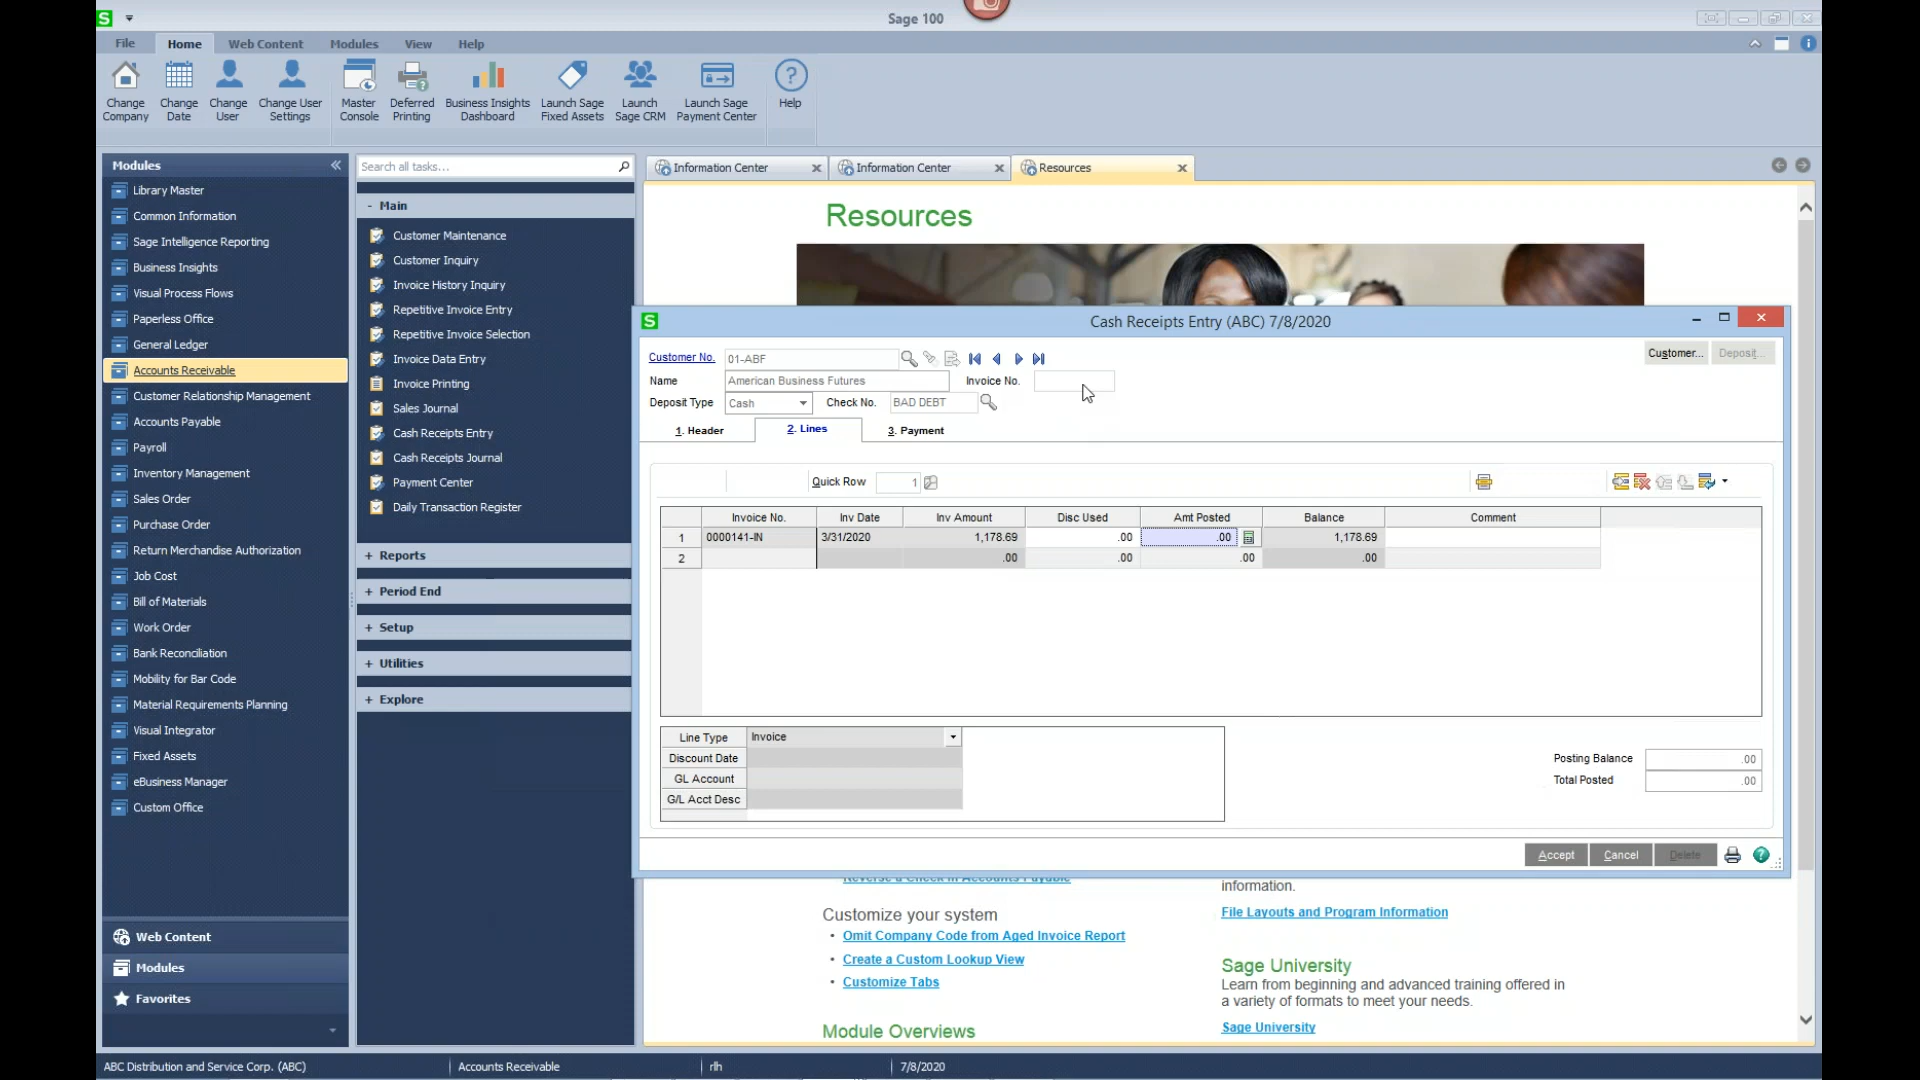 S
Sage 100
File Home Web Content Modules View Help
Change Company
Change Date
Change User
Change User Settings
Master Console
Deferred Printing
Business Insights Dashboard
Launch Sage Fixed Assets
Launch Sage CRM
Launch Sage Payment Center
Help
Modules
Library Master
Common Information
Sage Intelligence Reporting
Business Insights
Visual Process Flows
Paperless Office
General Ledger
Accounts Receivable
Customer Relationship Management
Accounts Payable
Payroll
Inventory Management
Sales Order
Purchase Order
Return Merchandise Authorization
Job Cost
Bill of Materials
Work Order
Bank Reconciliation
Mobility for Bar Code
Material Requirements Planning
Visual Integrator
Fixed Assets
eBusiness Manager
Custom Office
Web Content
Modules
Favorites
Search all tasks...
- Main
Customer Maintenance
Customer Inquiry
Invoice History Inquiry
Repetitive Invoice Entry
Repetitive Invoice Selection
Invoice Data Entry
Invoice Printing
Sales Journal
Cash Receipts Entry
Cash Receipts Journal
Payment Center
Daily Transaction Register
+ Reports
+ Period End
+ Setup
+ Utilities
+ Explore
Information Center Information Center Resources
Resources
S
Cash Receipts Entry (ABC) 7/8/2020
Customer No. 01-ABF Customer... Deposit...
Name American Business Futures Invoice No.
Deposit Type Cash Check No. BAD DEBT
1. Header 2. Lines 3. Payment
Quick Row 1
Invoice No. Inv Date Inv Amount Disc Used Amt Posted Balance Comment
1 0000141-IN 3/31/2020 1,178.69 .00 .00 1,178.69
2 .00 .00 .00 .00
Line Type Invoice
Discount Date
GL Account
G/L Acct Desc
Posting Balance .00
Total Posted .00
Accept Cancel Delete
Reverse a Check in Accounts Payable
Customize your system
• Omit Company Code from Aged Invoice Report
• Create a Custom Lookup View
• Customize Tabs
Module Overviews
information.
File Layouts and Program Information
Sage University
Learn from beginning and advanced training offered in
a variety of formats to meet your needs.
Sage University
ABC Distribution and Service Corp. (ABC) Accounts Receivable rlh 7/8/2020